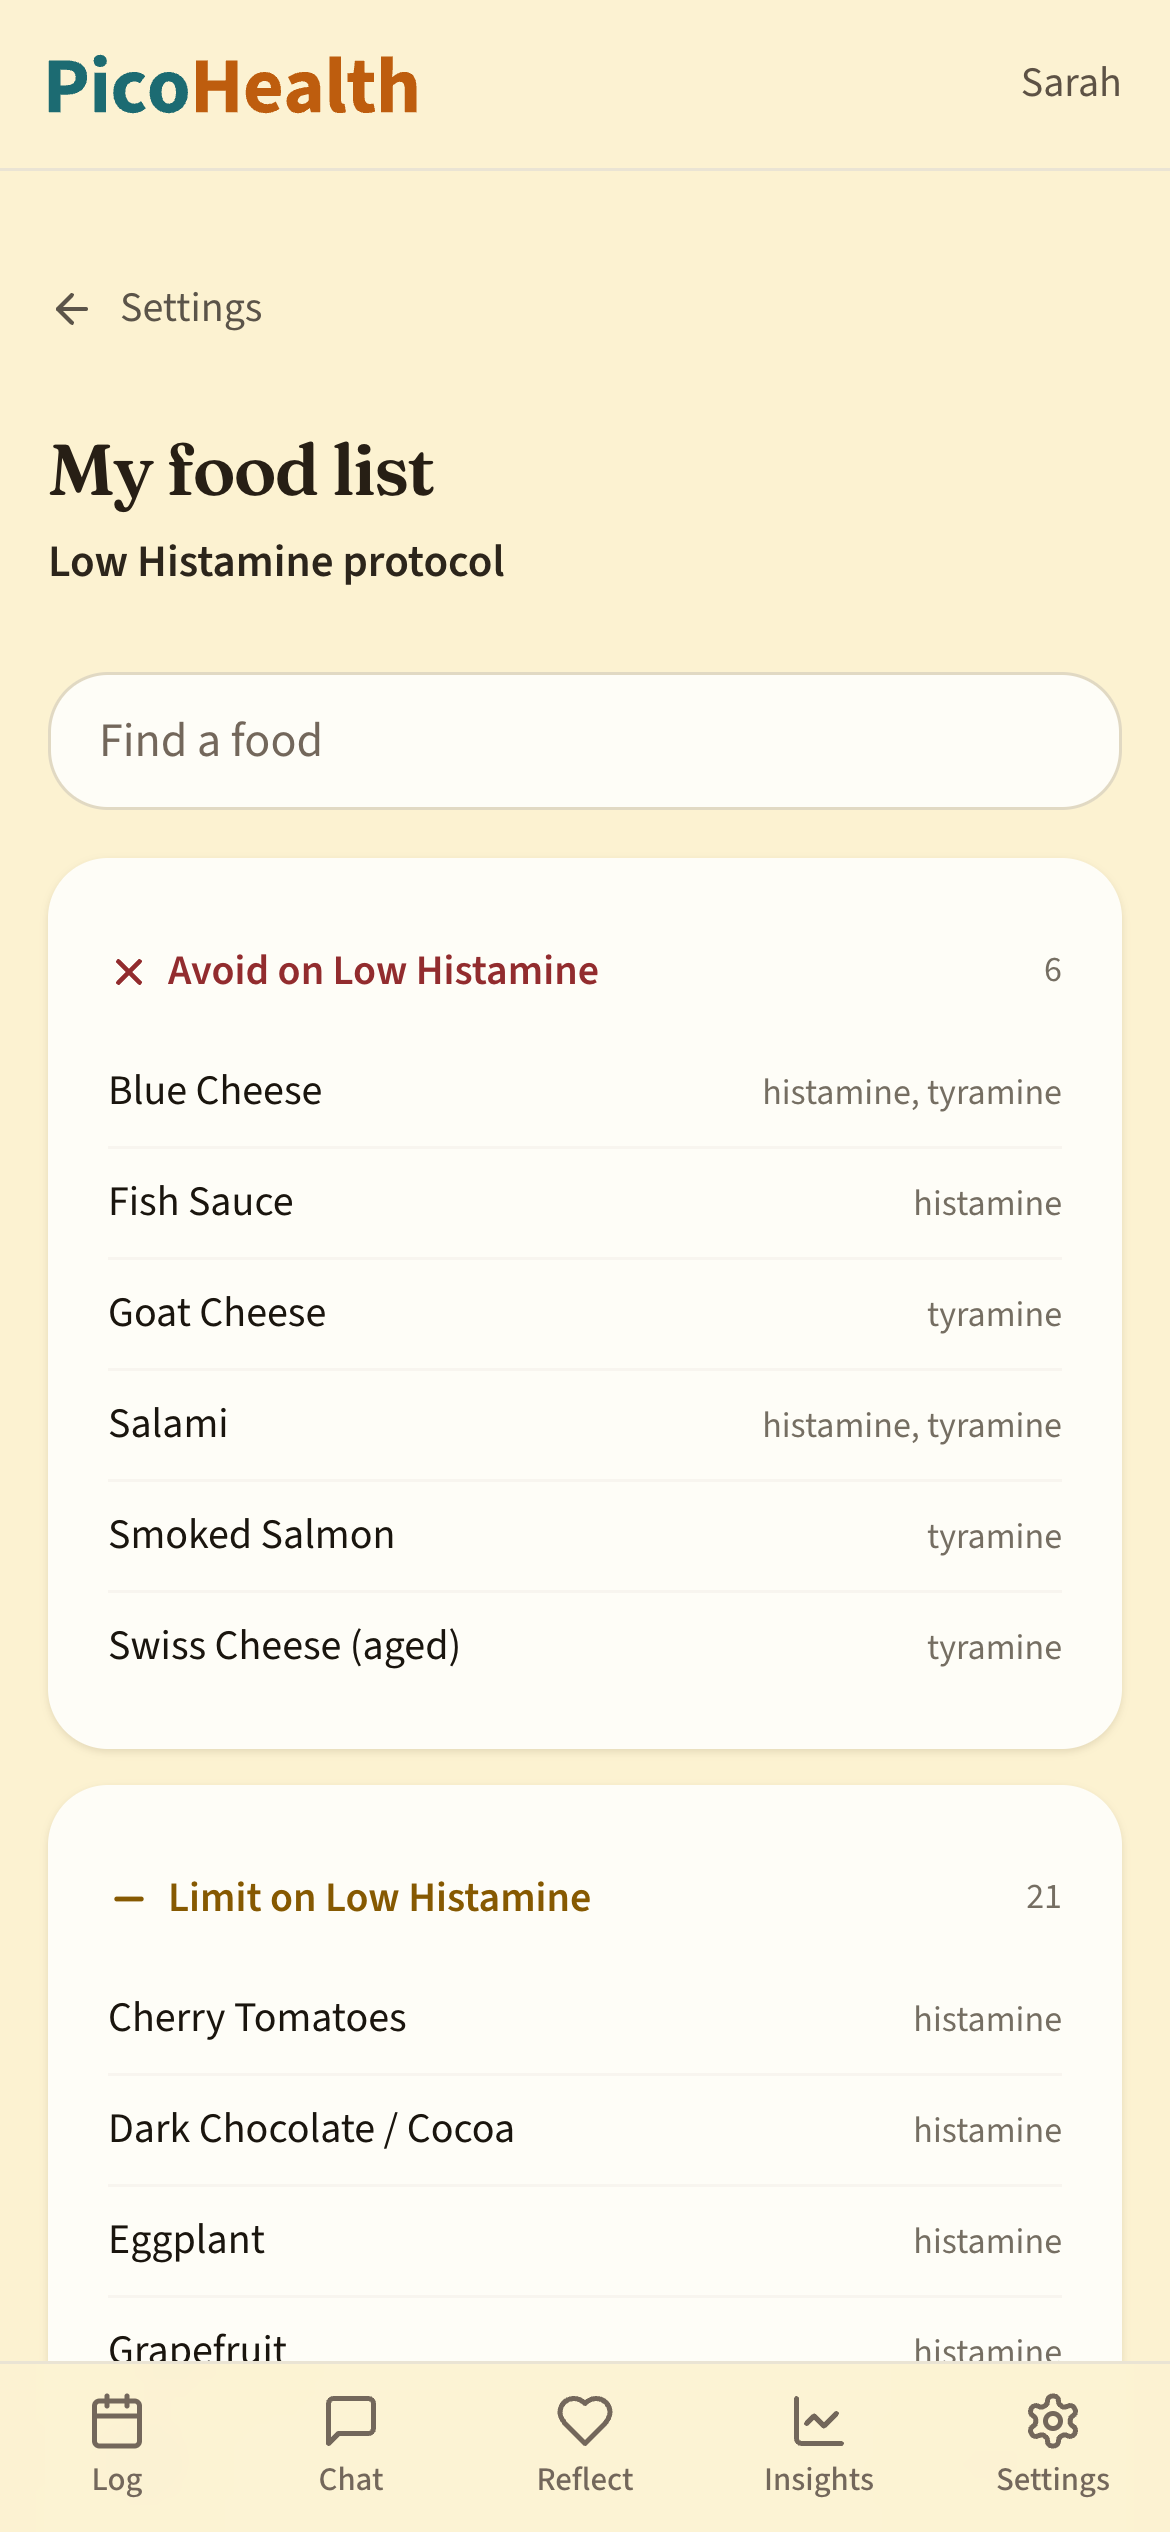 PicoHealth
Sarah
Settings
My food list
Low Histamine protocol
Find a food
Avoid on Low Histamine 6
Blue Cheese histamine, tyramine
Fish Sauce histamine
Goat Cheese tyramine
Salami histamine, tyramine
Smoked Salmon tyramine
Swiss Cheese (aged) tyramine
Limit on Low Histamine 21
Cherry Tomatoes histamine
Dark Chocolate / Cocoa histamine
Eggplant histamine
Grapefruit histamine
Log Chat Reflect Insights Settings